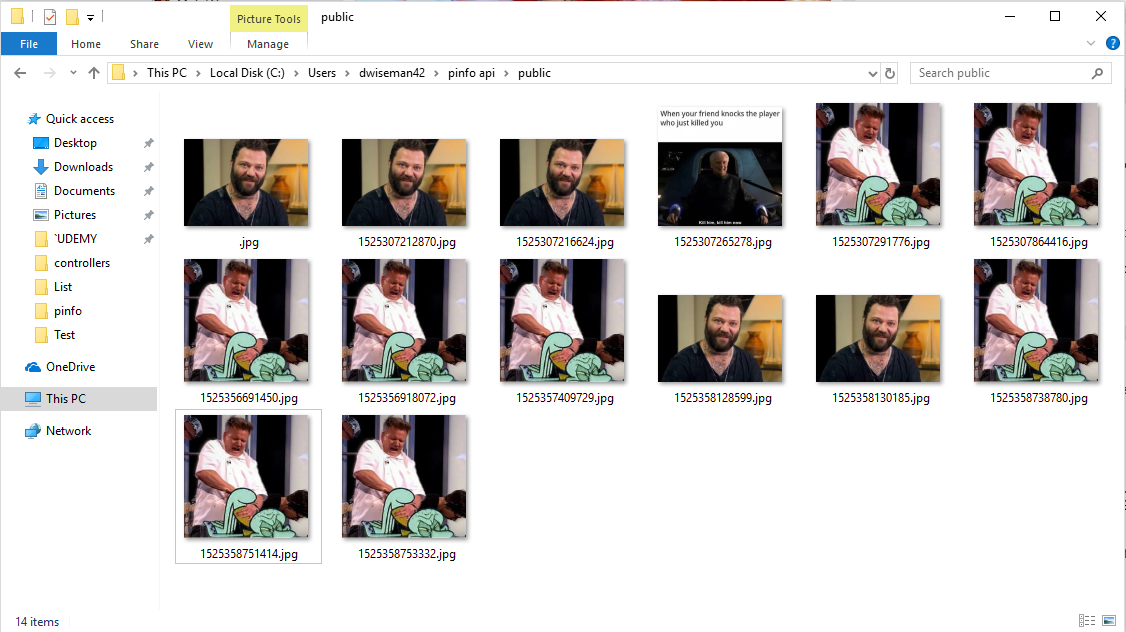 Picture Tools
public
File
Home
Share
View
Manage
This PC
Local Disk (C:)
Users
dwiseman42
pinfo api
public
Search public
Quick access
Desktop
Downloads
Documents
Pictures
`UDEMY
controllers
List
pinfo
Test
OneDrive
This PC
Network
When your friend knocks the player
who just killed you
Kill him, kill him now
.jpg
1525307212870.jpg
1525307216624.jpg
1525307265278.jpg
1525307291776.jpg
1525307864416.jpg
1525356691450.jpg
1525356918072.jpg
1525357409729.jpg
1525358128599.jpg
1525358130185.jpg
1525358738780.jpg
1525358751414.jpg
1525358753332.jpg
14 items